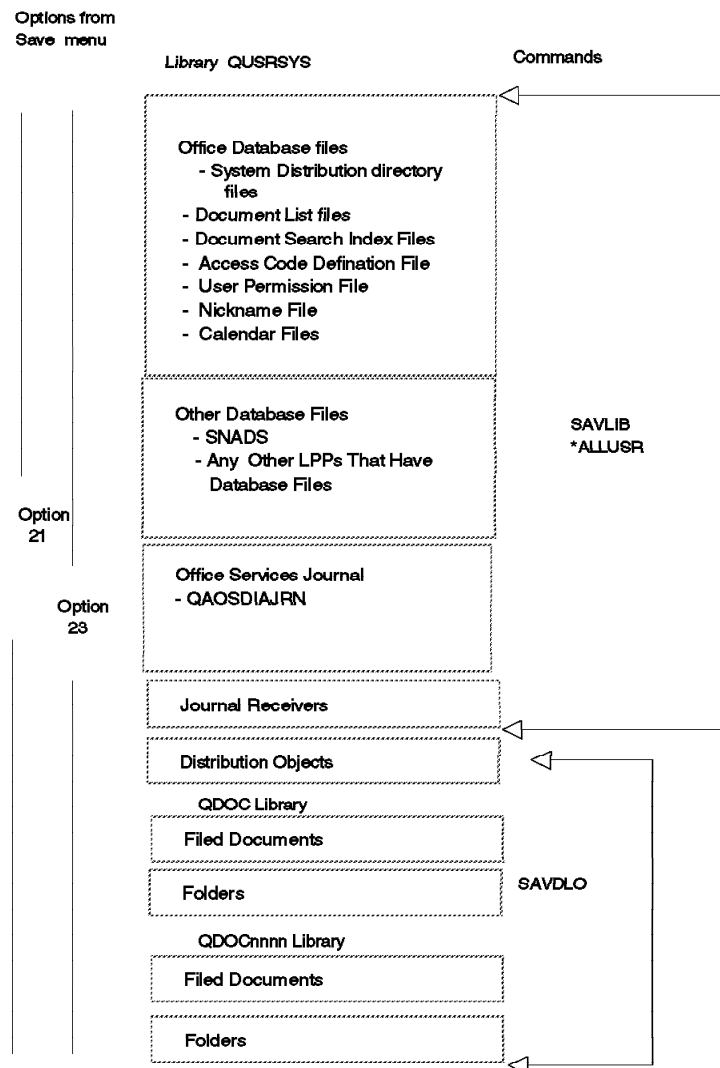 Options from
Save menu
Library QUSRSYS
Commands
Office Database files
- System Distribution directory
files
- Document List files
- Document Search Index Files
- Access Code Defination File
- User Permission File
- Nickname File
- Calendar Files
Other Database Files
- SNADS
- Any Other LPPs That Have
Database Files
SAVLIB
*ALLUSR
Option
21
Office Services Journal
- QAOSDIAJRN
Option
23
Journal Receivers
Distribution Objects
QDOC Library
Filed Documents
Folders
SAVDLO
QDOCnnnn Library
Filed Documents
Folders